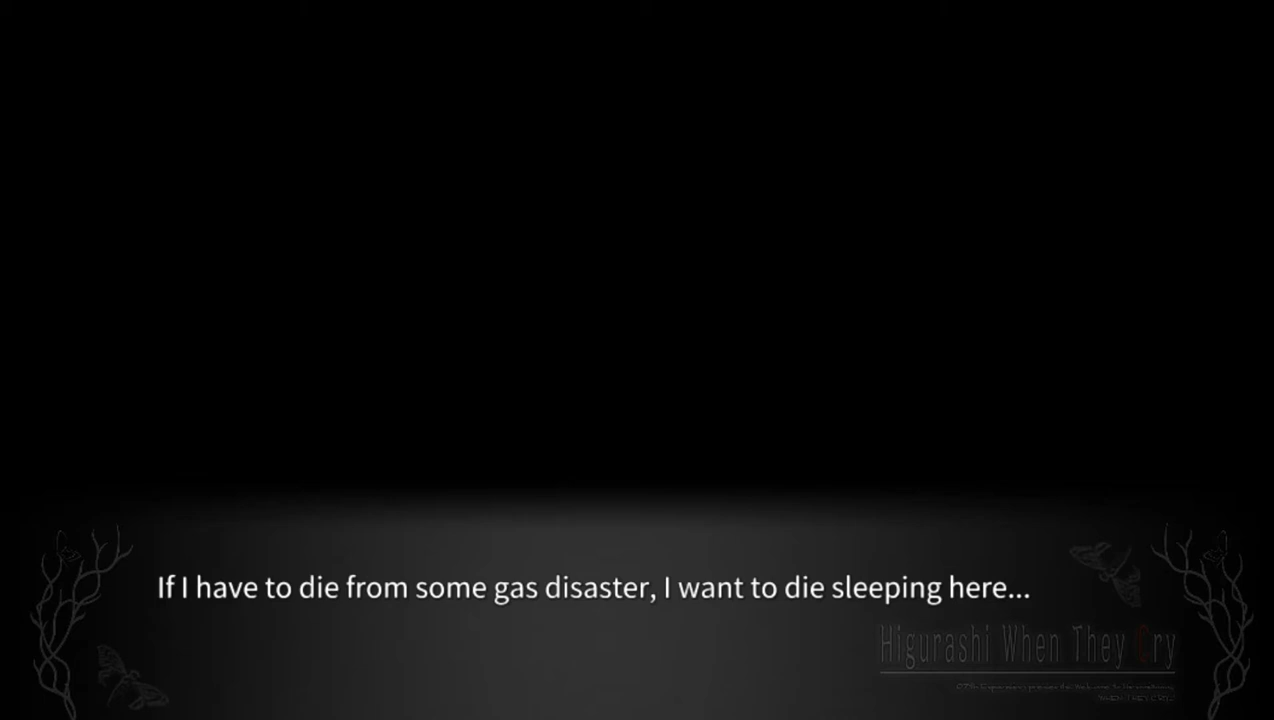 If I have to die from some gas disaster, I want to die sleeping here...
Higurashi When They Cry